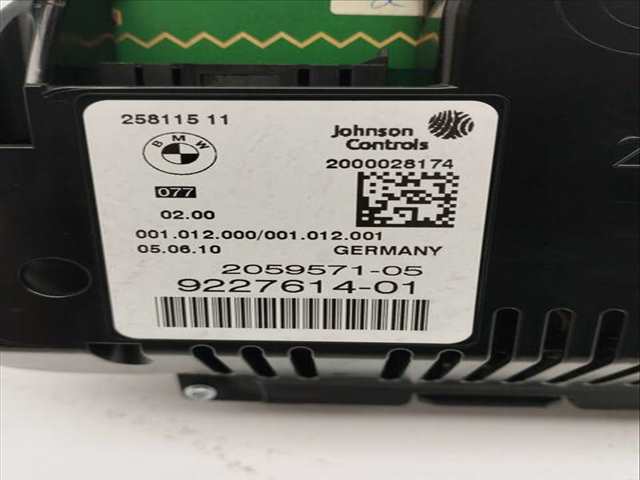 258115 11
BMW
Johnson
Controls
2000028174
077
02.00
001.012.000/001.012.001
05.06.10 GERMANY
2059571-05
9227614-01